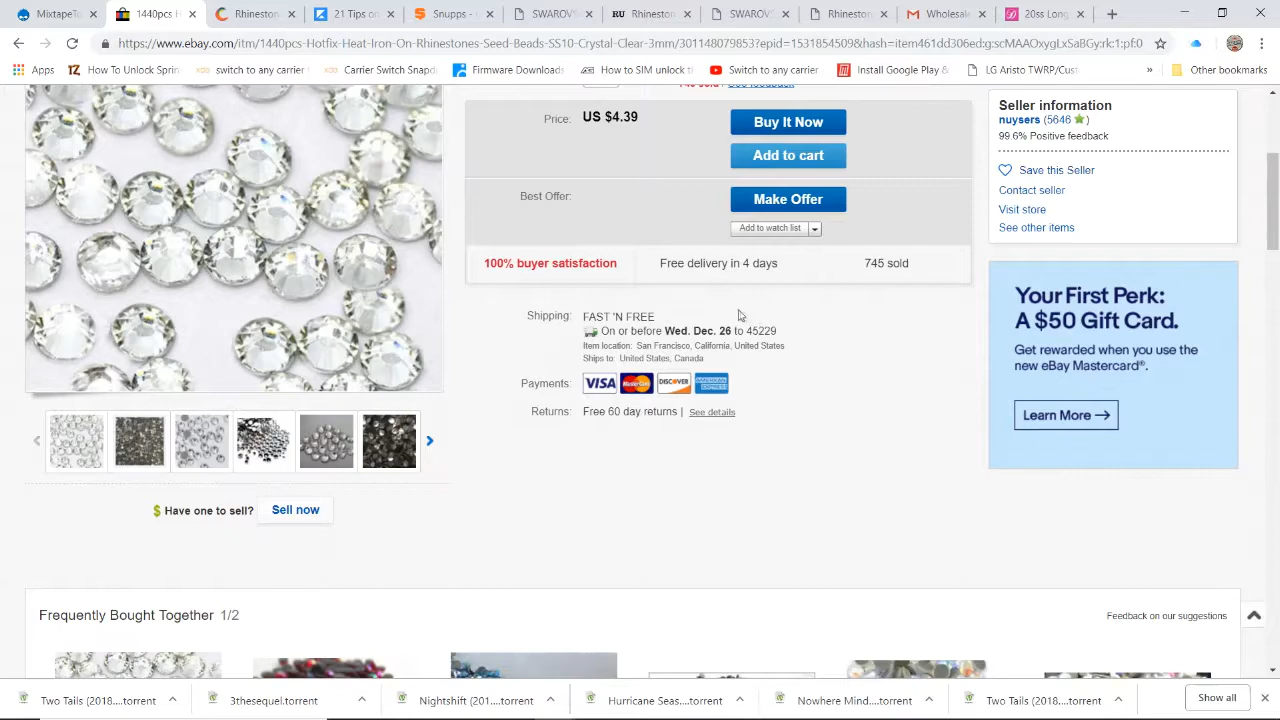 MixtapeTo
1440pcs H
Rhineston
21 Tips on
Snupps -
SWAR
Rhineston
SWAROVS
Rhineston
Wholesale
Bliss Long
https://www.ebay.com/itm/1440pcs-Hotfix-Heat-Iron-On-Rhinestones-Seed-Beads-SS10-Crystal-Clear-3mm/301148079853?epid=1531854509&hash=item461dd306ed:g:scMAAOxygLxSaBGy:rk:1:pf:0
Apps
How To Unlock Sprin
switch to any carrier
Carrier Switch Snapd
Firmware Downloads
How to SIM unlock
Switch to any carrier
Install Google Play &
LG Aristo
»
Other bookmarks
Price: US $4.39
Buy It Now
Add to cart
Best Offer:
Make Offer
Add to watch list
100% buyer satisfaction
Free delivery in 4 days
745 sold
Shipping: FAST 'N FREE
On or before Wed. Dec. 26 to 45229
Item location: San Francisco, California, United States
Ships to: United States, Canada
Payments: VISA MasterCard DISCOVER AMERICAN EXPRESS
Returns: Free 60 day returns | See details
Seller information
nuysers (5646 )
99.6% Positive feedback
Save this Seller
Contact seller
Visit store
See other items
Your First Perk:
A $50 Gift Card.
Get rewarded when you use the
new eBay Mastercard®.
Learn More →
$ Have one to sell? Sell now
Frequently Bought Together 1/2
Feedback on our suggestions
Two Tails (2018....torrent
3thesequel.torrent
Nightshift (201....torrent
Hurricane Seas....torrent
Nowhere Mind....torrent
Two Tails (2018....torrent
Show all